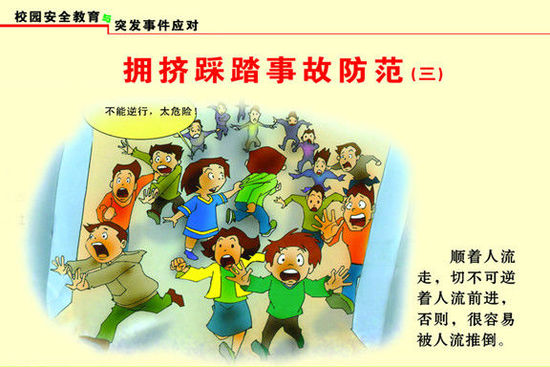 校园安全教育与突发事件应对
拥挤踩踏事故防范(三)
不能逆行，太危险！
顺着人流
走，切不可逆
着人流前进，
否则，很容易
被人流推倒。